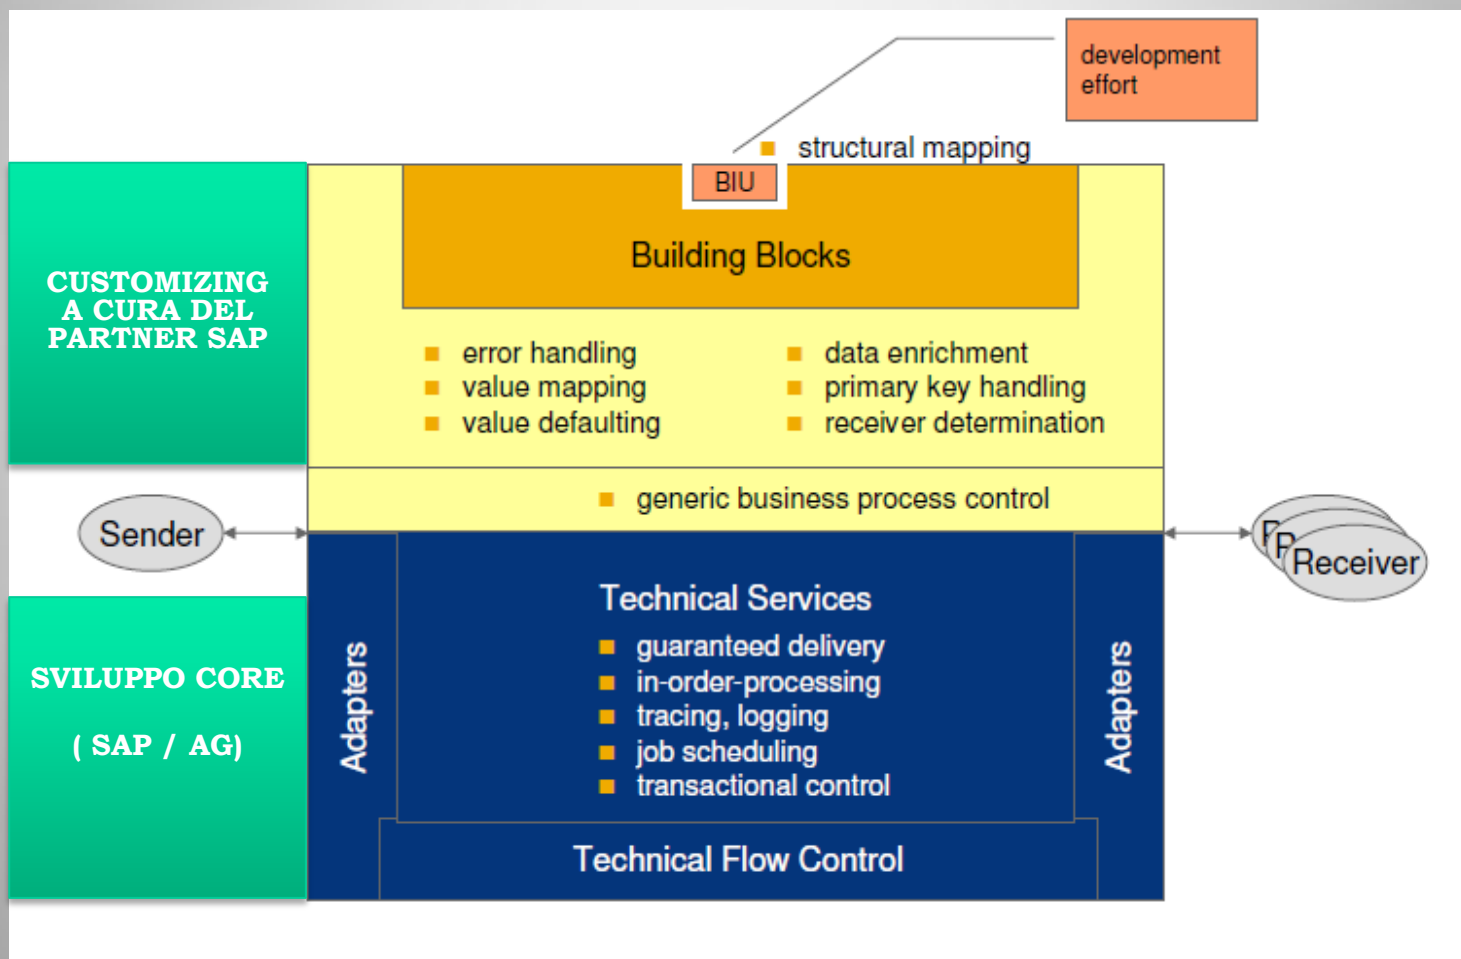 development
effort
structural mapping
BIU
Building Blocks
CUSTOMIZING
A CURA DEL
PARTNER SAP
error handling
value mapping
value defaulting
data enrichment
primary key handling
receiver determination
generic business process control
Sender
Receiver
Technical Services
guaranteed delivery
in-order-processing
tracing, logging
job scheduling
transactional control
Adapters
Adapters
SVILUPPO CORE
( SAP / AG)
Technical Flow Control